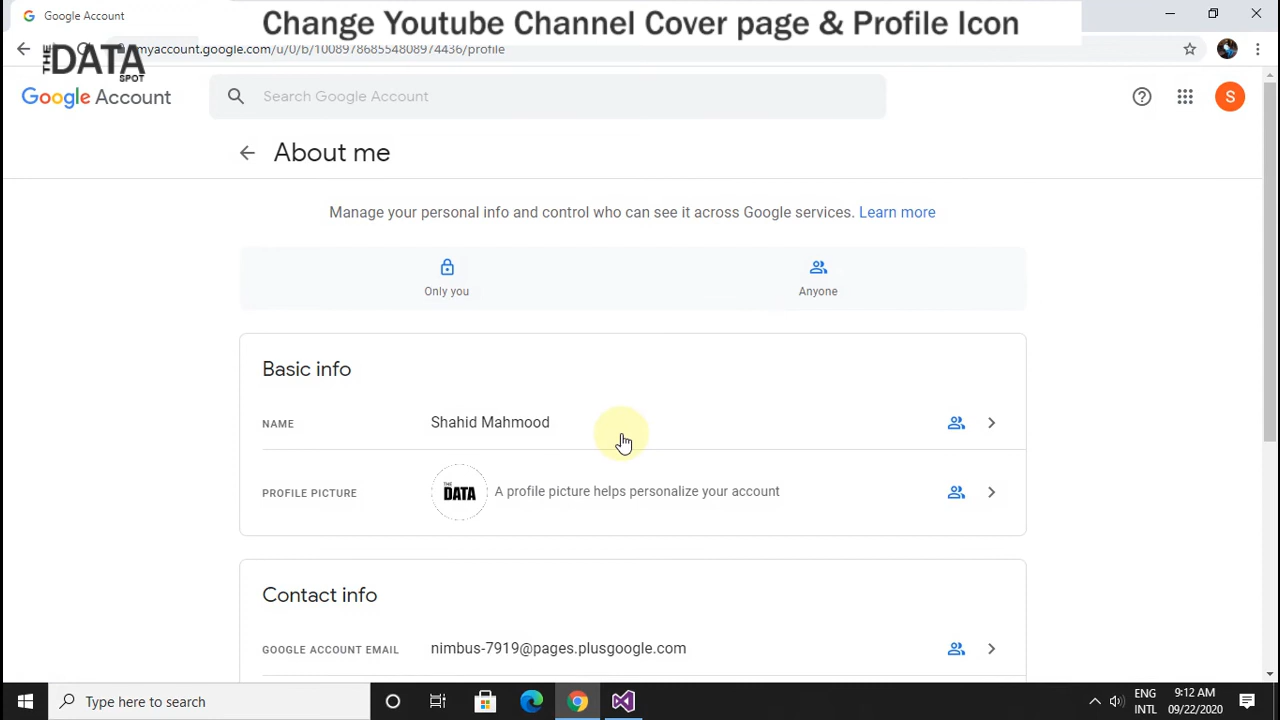 Change Youtube Channel Cover page & Profile Icon
Google Account
myaccount.google.com/u/0/b/100897868554808974436/profile
THE DATA SPOT
Google Account
Search Google Account
S
About me
Manage your personal info and control who can see it across Google services. Learn more
Only you
Anyone
Basic info
NAME
Shahid Mahmood
PROFILE PICTURE
THE DATA
A profile picture helps personalize your account
Contact info
GOOGLE ACCOUNT EMAIL
nimbus-7919@pages.plusgoogle.com
Type here to search
ENG
INTL
9:12 AM
09/22/2020